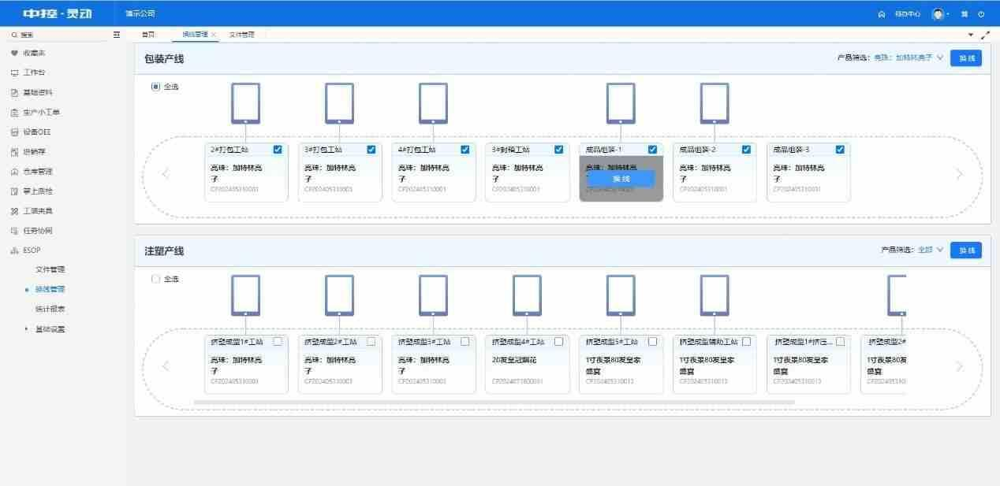 中控·灵动
演示公司
待办中心
搜索
首页
换线管理
文件管理
收藏夹
工作台
基础资料
生产小工单
设备OEE
进销存
仓库管理
掌上质检
工装夹具
任务协同
ESOP
文件管理
换线管理
统计报表
基础设置
包装产线
产品筛选：亮珠：加特林亮子
换线
全选
2#打包工站
亮珠：加特林亮
子
CP202405310001
3#打包工站
亮珠：加特林亮
子
CP202405310001
4#打包工站
亮珠：加特林亮
子
CP202405310001
3#封箱工站
亮珠：加特林亮
子
CP202405310001
成品组装-1
亮珠：加特林亮
子
换线
CP202405310001
成品组装-2
亮珠：加特林亮
子
CP202405310001
成品组装-3
亮珠：加特林亮
子
CP202405310001
注塑产线
产品筛选：全部
换线
全选
挤塑成型1#工站
亮珠：加特林亮
子
CP202405310001
挤塑成型2#工站
亮珠：加特林亮
子
CP202405310001
挤塑成型3#工站
亮珠：加特林亮
子
CP202405310001
挤塑成型4#工站
20发皇冠烟花
挤塑成型5#工站
1寸夜景80发皇家
盛宴
CP202405310013
挤塑成型辅助工站
1寸夜景80发皇家
盛宴
CP202405310013
挤塑成型1#挤压...
1寸夜景80发皇家
盛宴
CP202405310013
挤塑成型2#
1寸夜景80发
盛宴
CP2024053101